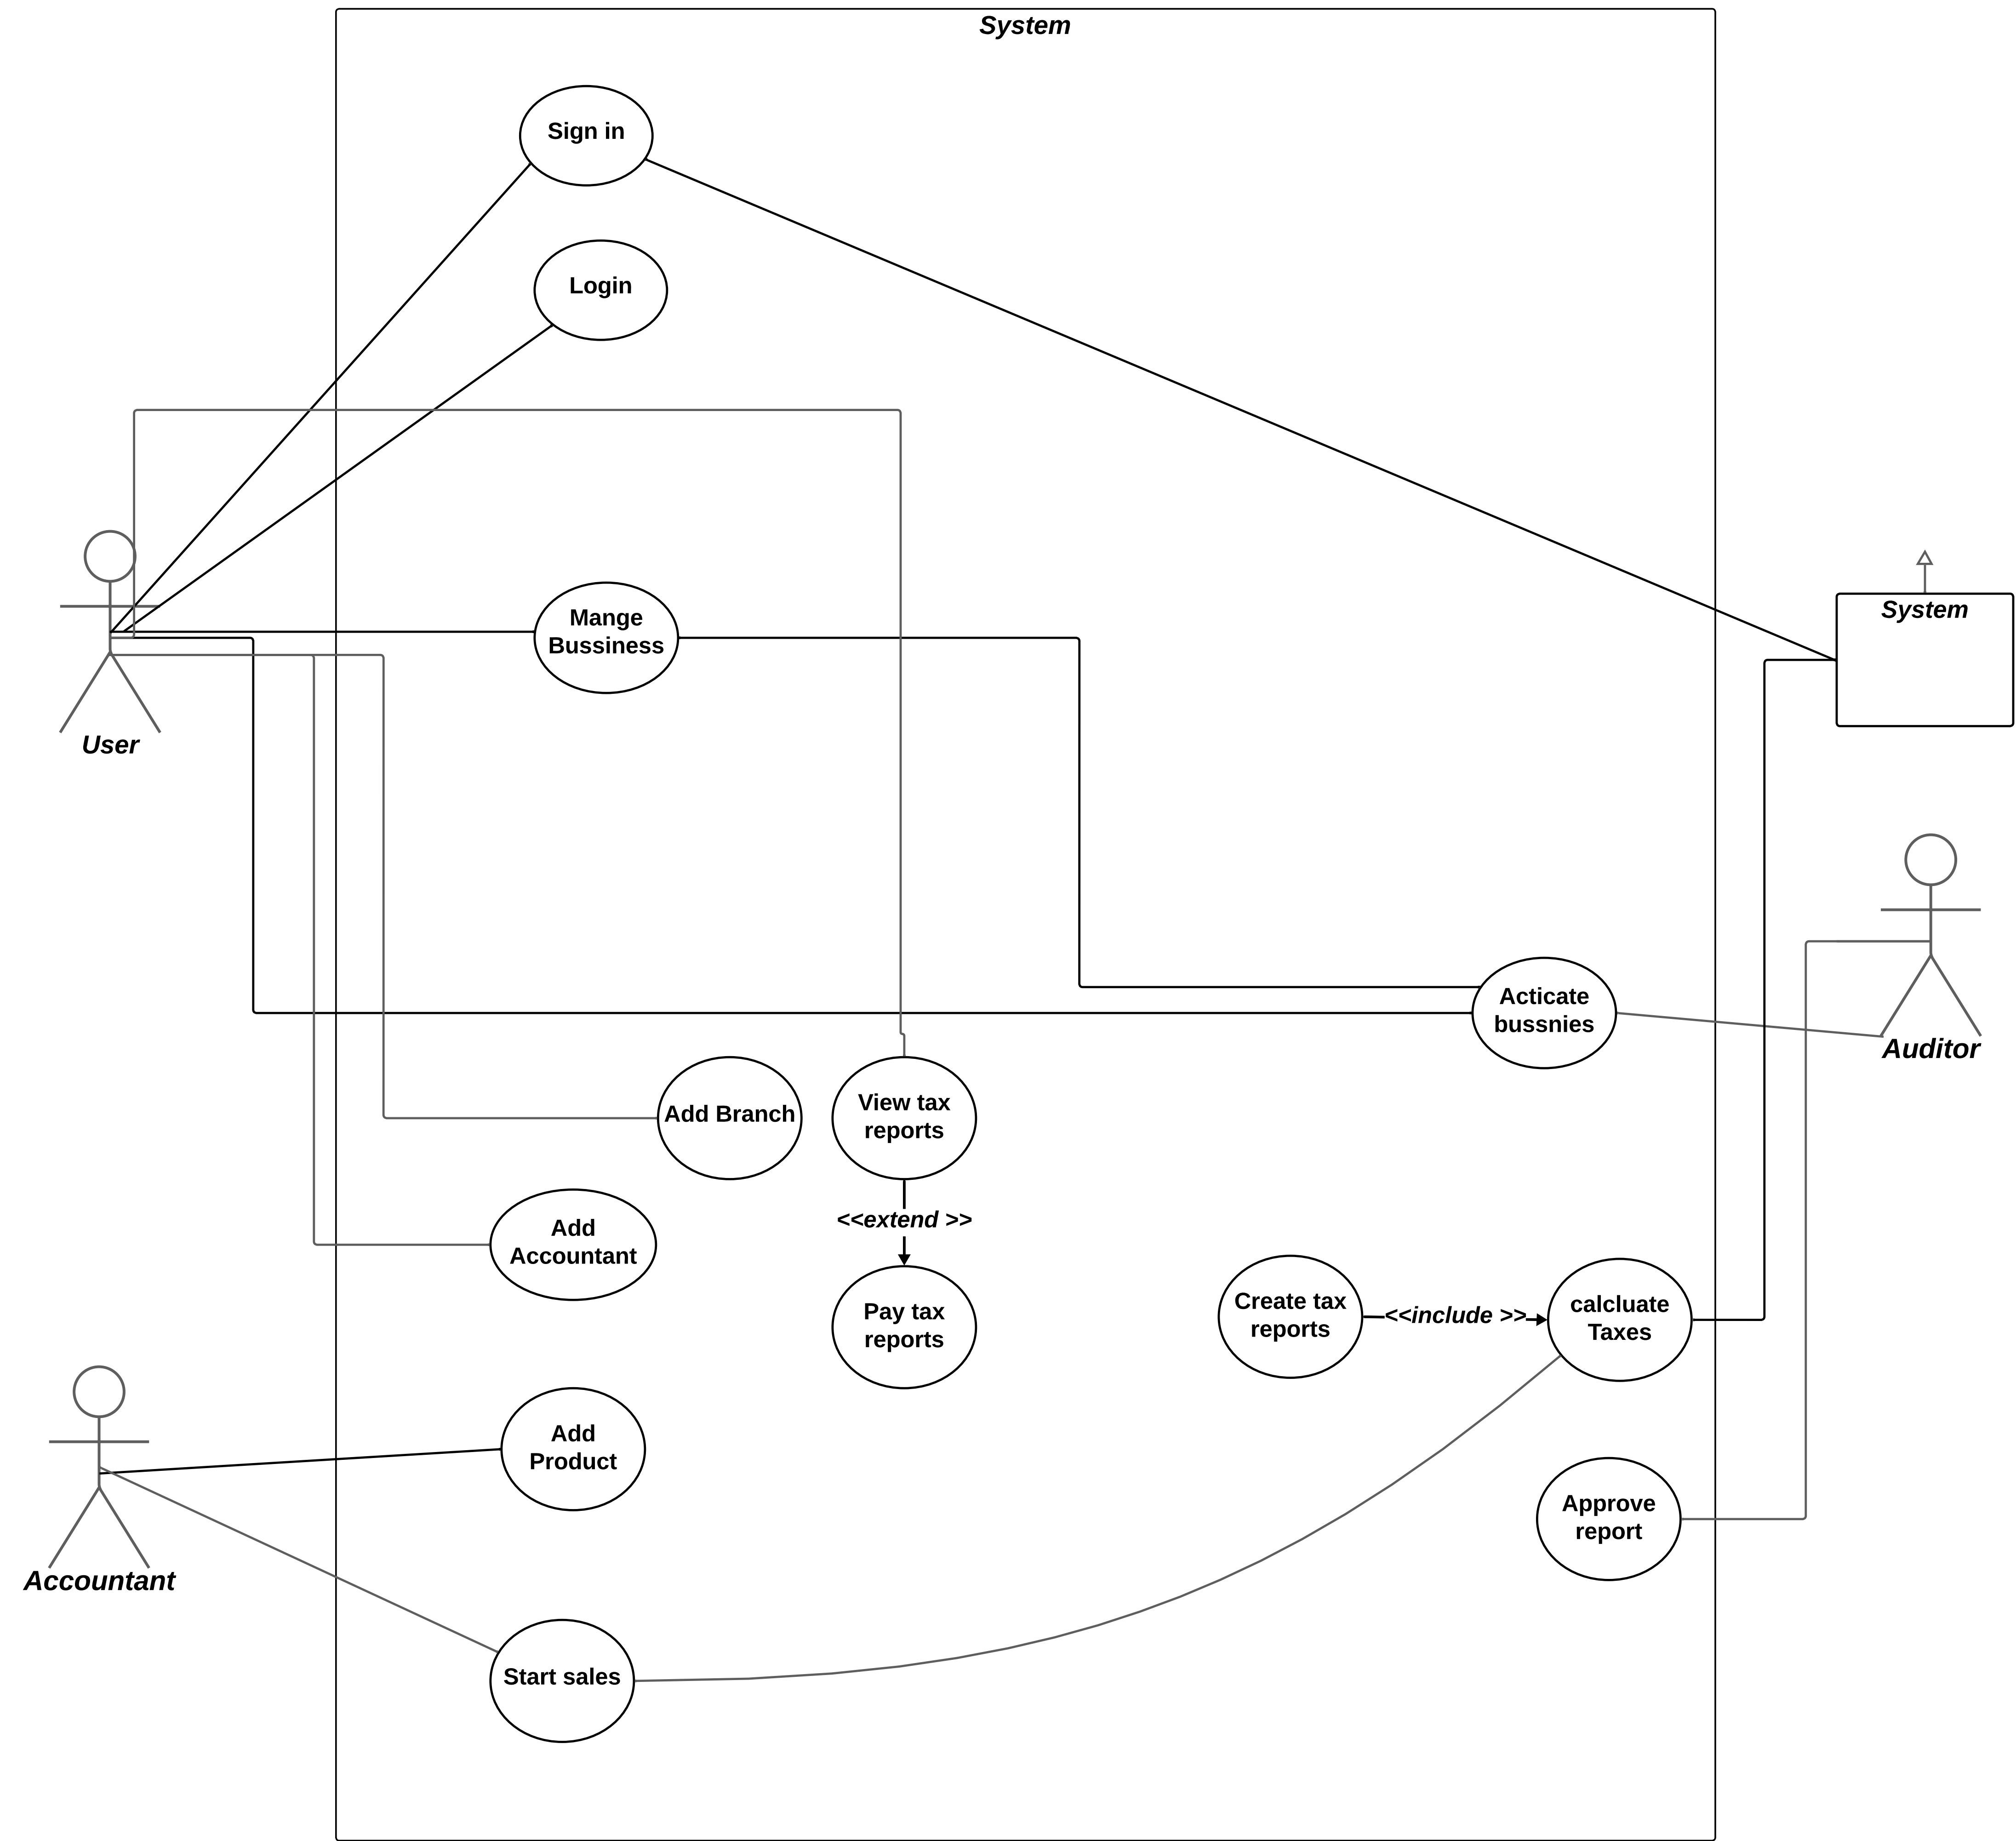 System
Sign in
Login
Mange
Bussiness
System
User
Acticate
bussnies
Auditor
Add Branch
View tax
reports
<<extend >>
Add
Accountant
Pay tax
reports
Create tax
reports
<<include >>
calcluate
Taxes
Add
Product
Approve
report
Accountant
Start sales